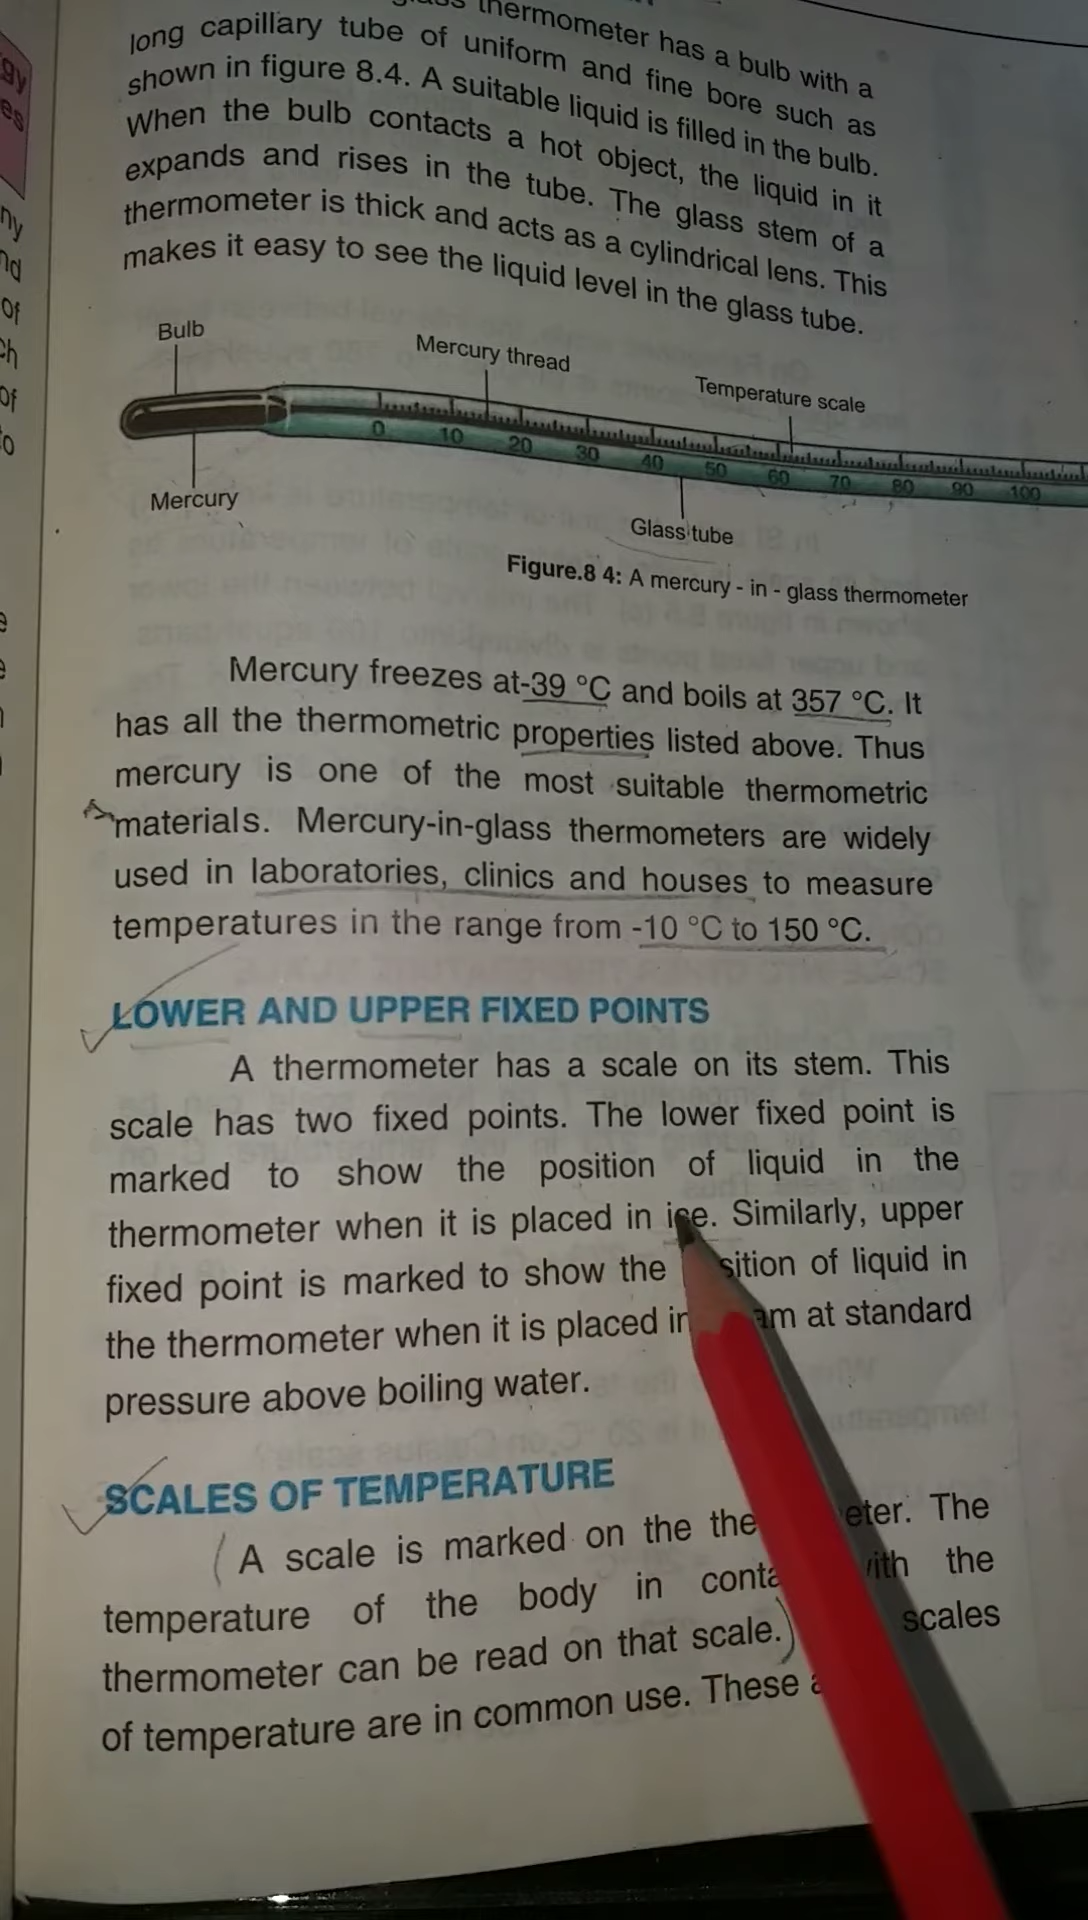 thermometer has a bulb with a
long capillary tube of uniform and fine bore such as
shown in figure 8.4. A suitable liquid is filled in the bulb.
When the bulb contacts a hot object, the liquid in it
expands and rises in the tube. The glass stem of a
thermometer is thick and acts as a cylindrical lens. This
makes it easy to see the liquid level in the glass tube.
Bulb
Mercury thread
Temperature scale
0 10 20 30 40 50 60 70 80 90 100
Mercury
Glass tube
Figure.8 4: A mercury - in - glass thermometer
Mercury freezes at-39 °C and boils at 357 °C. It
has all the thermometric properties listed above. Thus
mercury is one of the most suitable thermometric
materials. Mercury-in-glass thermometers are widely
used in laboratories, clinics and houses to measure
temperatures in the range from -10 °C to 150 °C.
LOWER AND UPPER FIXED POINTS
A thermometer has a scale on its stem. This
scale has two fixed points. The lower fixed point is
marked to show the position of liquid in the
thermometer when it is placed in ice. Similarly, upper
fixed point is marked to show the sition of liquid in
the thermometer when it is placed in am at standard
pressure above boiling water.
SCALES OF TEMPERATURE
(A scale is marked on the the eter. The
temperature of the body in conta with the
thermometer can be read on that scale.) scales
of temperature are in common use. These a